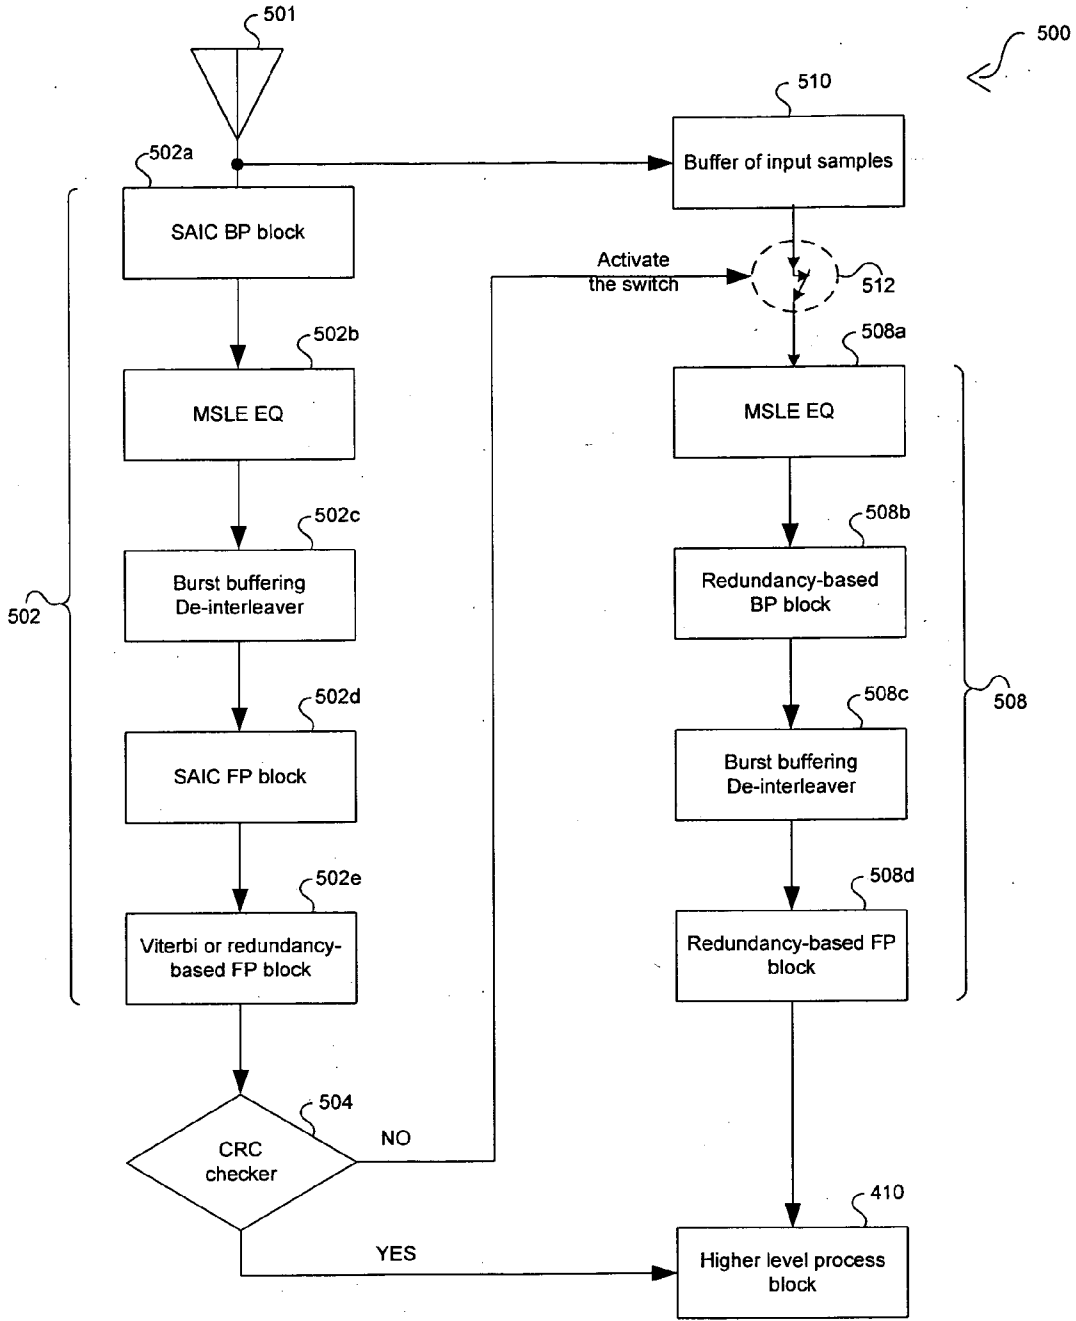 501
500
510
502a
Buffer of input samples
SAIC BP block
Activate
the switch
512
502b
508a
MSLE EQ
MSLE EQ
502c
508b
Burst buffering
De-interleaver
Redundancy-based
BP block
502
502d
508c
508
SAIC FP block
Burst buffering
De-interleaver
502e
508d
Viterbi or redundancy-
based FP block
Redundancy-based FP
block
504
CRC
checker
NO
410
YES
Higher level process
block